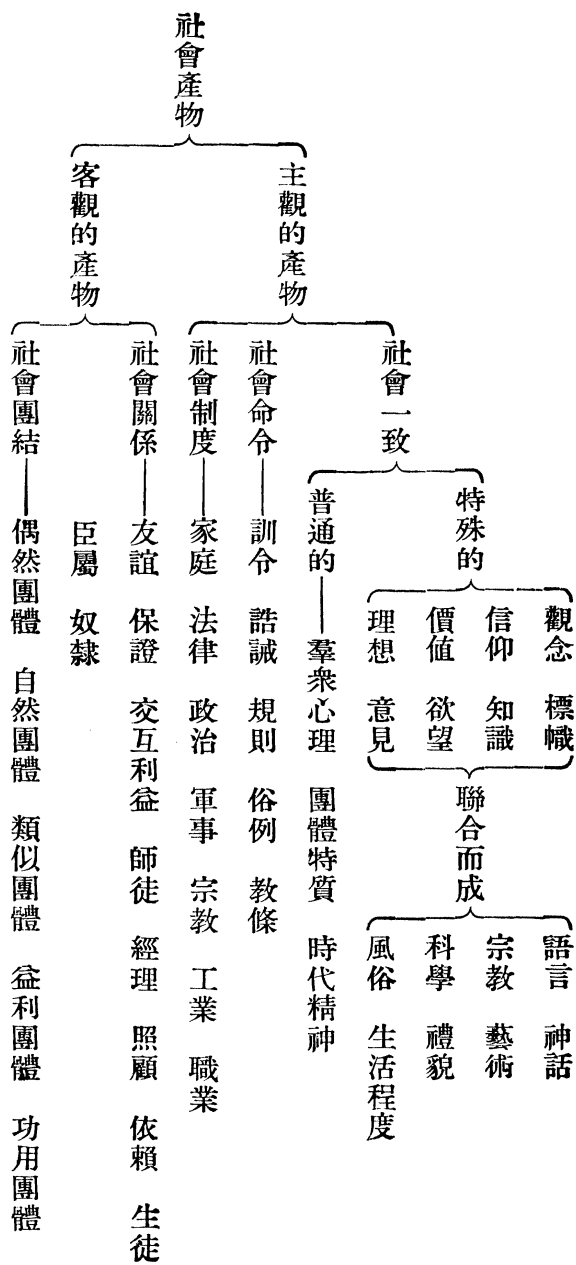 社會產物
主觀的產物
社會一致
特殊的
觀念　標幟
信仰　知識
價值　欲望
理想　意見
聯合而成
語言　神話
宗教　藝術
科學　禮貌
風俗　生活程度
普通的——羣衆心理　團體特質　時代精神
社會命令——訓令　誥誡　規則　俗例　教條
社會制度——家庭　法律　政治　軍事　宗教　工業　職業
客觀的產物
社會關係——友誼　保證　交互利益　師徒　經理　照顧　依賴　生徒
臣屬　奴隸
社會團結——偶然團體　自然團體　類似團體　益利團體　功用團體